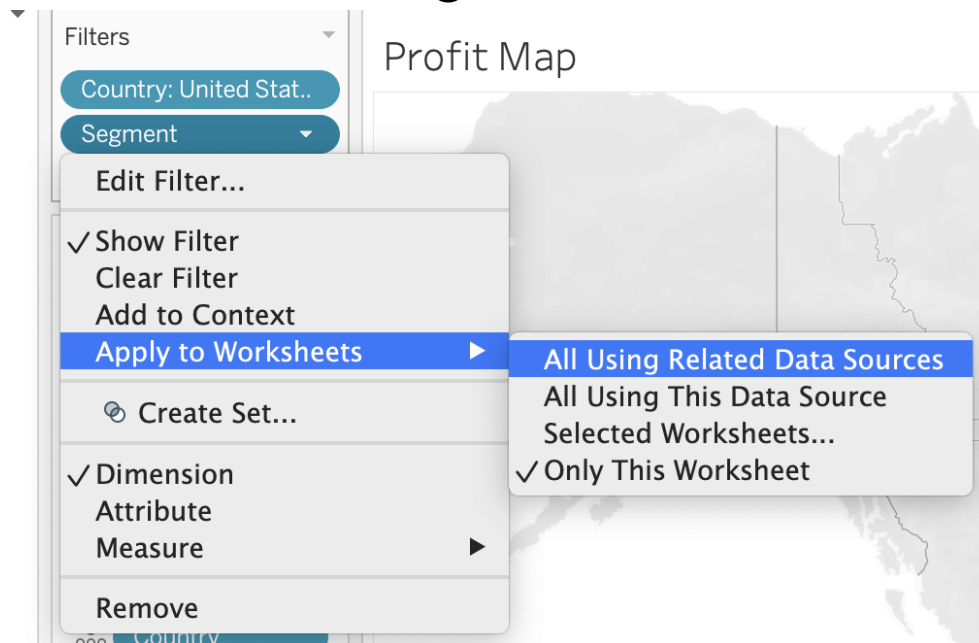 Filters
Profit Map
Country: United Stat..
Segment
Edit Filter...
Show Filter
Clear Filter
Add to Context
Apply to Worksheets
All Using Related Data Sources
All Using This Data Source
Selected Worksheets...
Only This Worksheet
Create Set...
Dimension
Attribute
Measure
Remove
Country